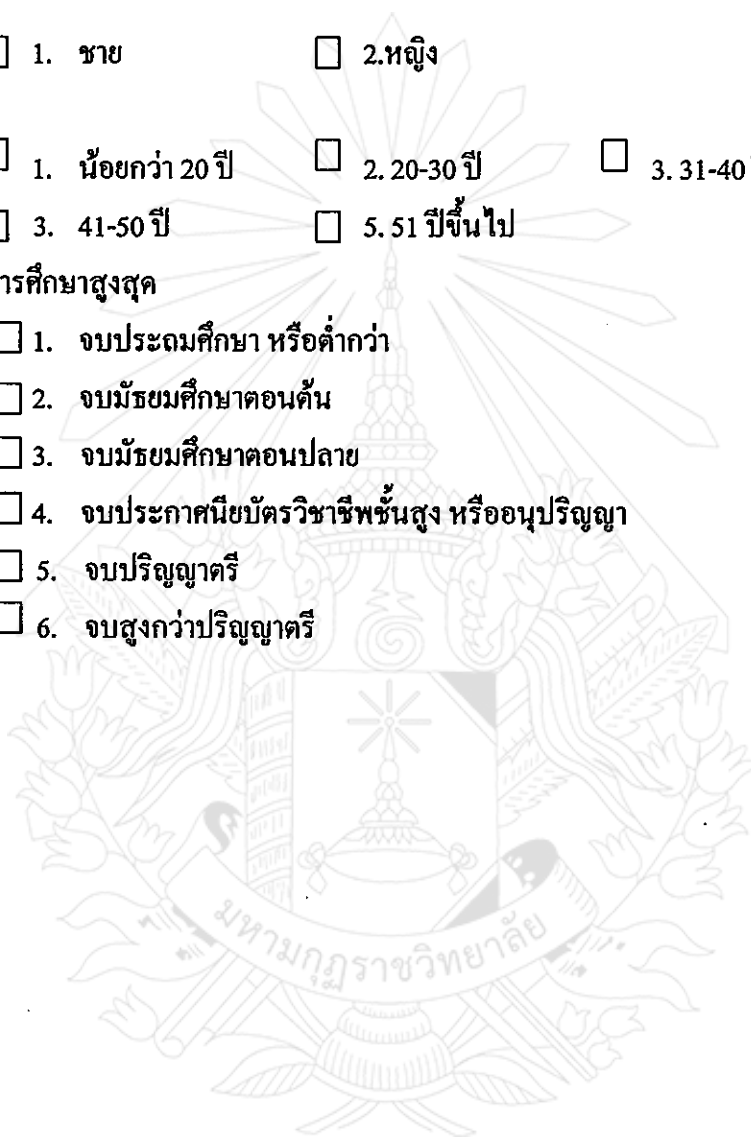 ☐ 1. ชาย ☐ 2.หญิง
☐ 1. น้อยกว่า 20 ปี ☐ 2. 20-30 ปี ☐ 3. 31-40
☐ 3. 41-50 ปี ☐ 5. 51 ปีขึ้นไป
ารศึกษาสูงสุด
☐ 1. จบประถมศึกษา หรือต่ำกว่า
☐ 2. จบมัธยมศึกษาตอนต้น
☐ 3. จบมัธยมศึกษาตอนปลาย
☐ 4. จบประกาศนียบัตรวิชาชีพชั้นสูง หรืออนุปริญญา
☐ 5. จบปริญญาตรี
☐ 6. จบสูงกว่าปริญญาตรี
มหามกุฏราชวิทยาลัย